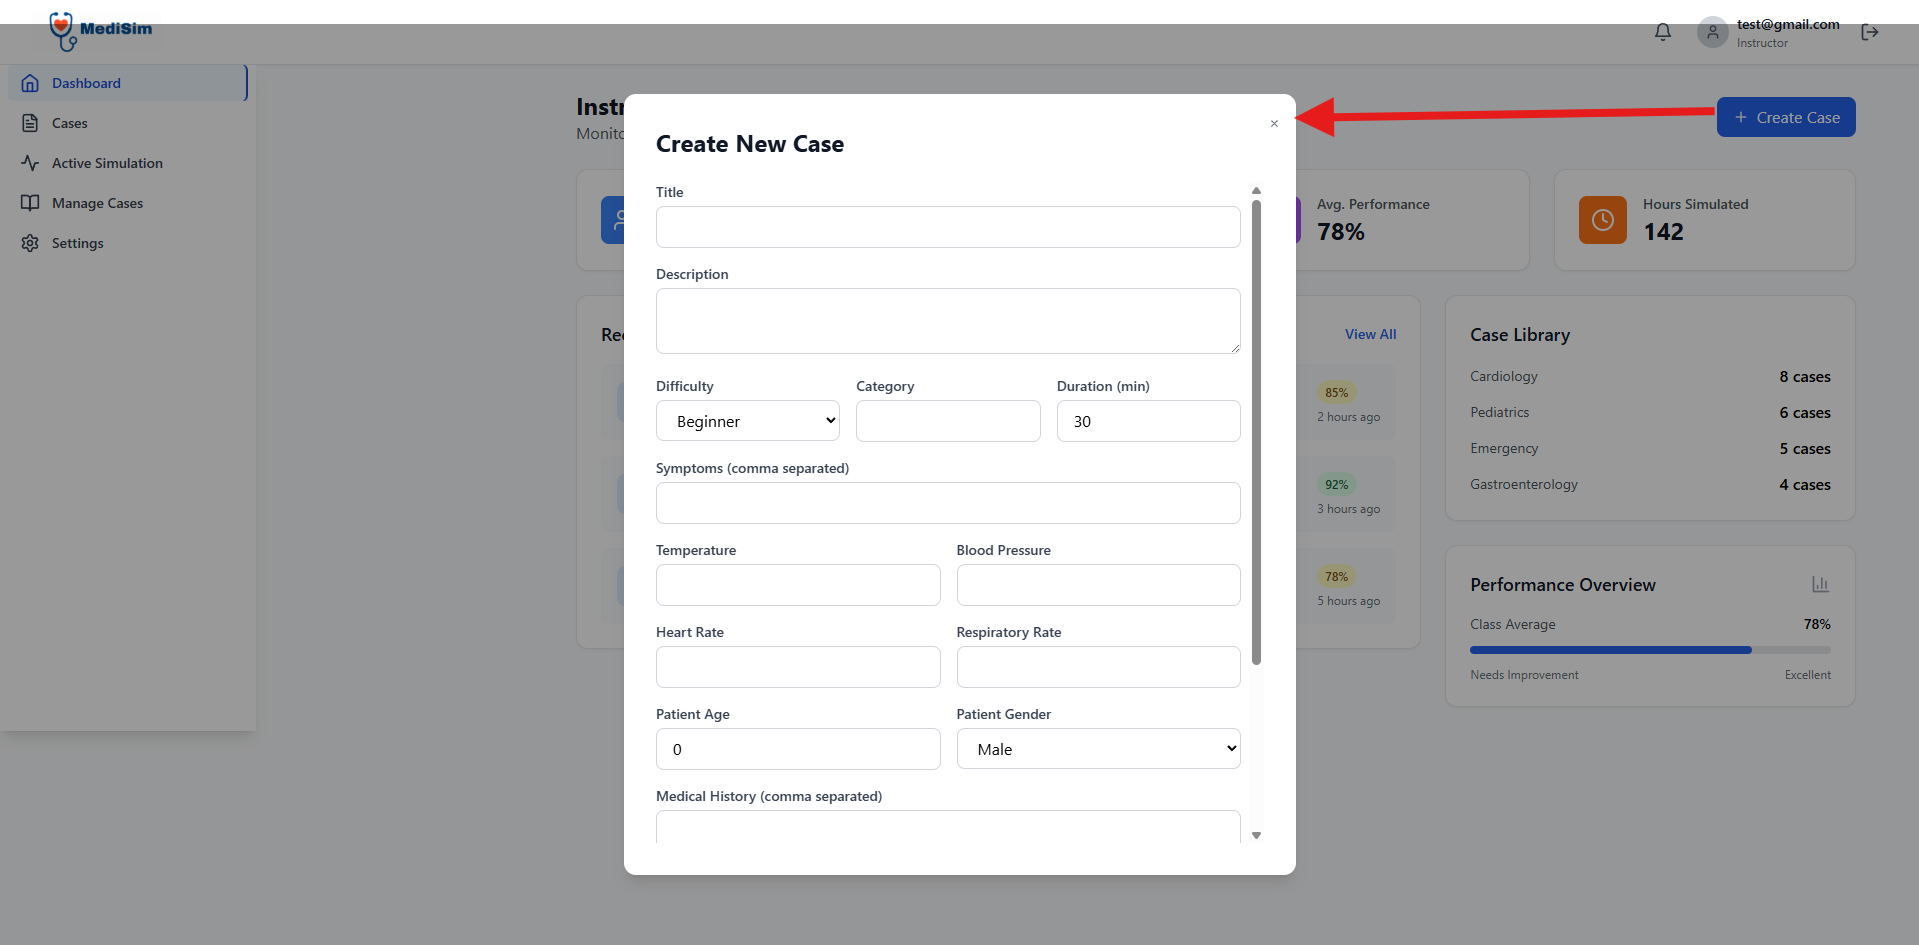 MediSim
test@gmail.com
Instructor
Dashboard
Cases
Active Simulation
Manage Cases
Settings
Monito
+ Create Case
×
Create New Case
Title
Description
Difficulty Category Duration (min)
Beginner 30
Symptoms (comma separated)
Temperature Blood Pressure
Heart Rate Respiratory Rate
Patient Age Patient Gender
0 Male
Medical History (comma separated)
Avg. Performance
78%
Hours Simulated
142
View All
85%
2 hours ago
92%
3 hours ago
78%
5 hours ago
Case Library
Cardiology 8 cases
Pediatrics 6 cases
Emergency 5 cases
Gastroenterology 4 cases
Performance Overview
Class Average 78%
Needs Improvement Excellent